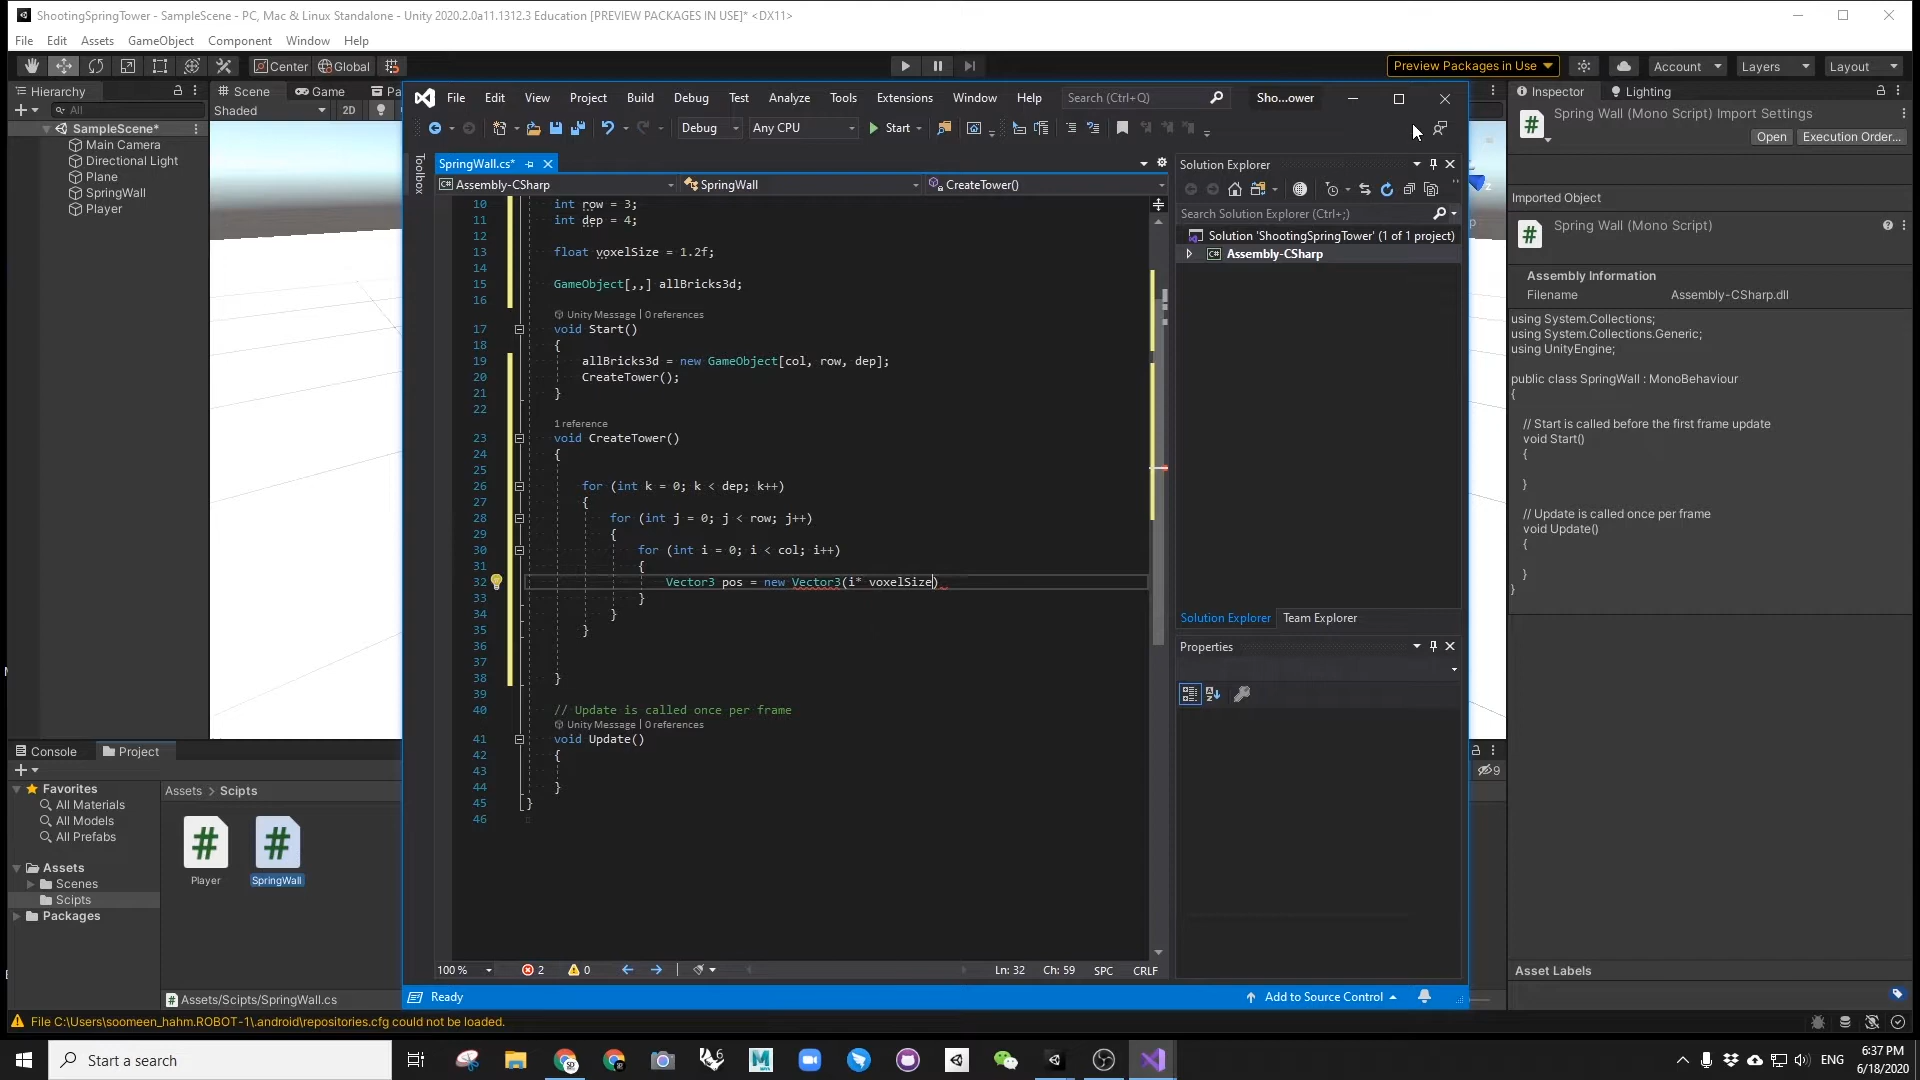 ShootingSpringTower - SampleScene - PC, Mac & Linux Standalone - Unity 2020.2.0a11.1312.3 Education [PREVIEW PACKAGES IN USE]* <DX11>
File Edit Assets GameObject Component Window Help
Center Global
Preview Packages in Use
Account
Layers
Layout
Hierarchy
All
SampleScene*
Main Camera
Directional Light
Plane
SpringWall
Player
Scene Game Pa
Shaded 2D
File Edit View Project Build Debug Test Analyze Tools Extensions Window Help
Search (Ctrl+Q)
Sho...ower
Debug Any CPU Start
Toolbox
SpringWall.cs*
Assembly-CSharp SpringWall CreateTower()
10 int row = 3;
11 int dep = 4;
12
13 float voxelSize = 1.2f;
14
15 GameObject[,,] allBricks3d;
16
Unity Message | 0 references
17 void Start()
18 {
19 allBricks3d = new GameObject[col, row, dep];
20 CreateTower();
21 }
22
1 reference
23 void CreateTower()
24 {
25
26 for (int k = 0; k < dep; k++)
27 {
28 for (int j = 0; j < row; j++)
29 {
30 for (int i = 0; i < col; i++)
31 {
32 Vector3 pos = new Vector3(i* voxelSize)
33 }
34 }
35 }
36
37
38 }
39
40 // Update is called once per frame
Unity Message | 0 references
41 void Update()
42 {
43
44 }
45 }
46
100 % 2 0 Ln: 32 Ch: 59 SPC CRLF
Ready
Add to Source Control
Solution Explorer
Search Solution Explorer (Ctrl+;)
Solution 'ShootingSpringTower' (1 of 1 project)
C# Assembly-CSharp
Solution Explorer Team Explorer
Properties
Inspector Lighting
Spring Wall (Mono Script) Import Settings
Open Execution Order...
Imported Object
Spring Wall (Mono Script)
Assembly Information
Filename Assembly-CSharp.dll
using System.Collections;
using System.Collections.Generic;
using UnityEngine;
public class SpringWall : MonoBehaviour
{
// Start is called before the first frame update
void Start()
{
}
// Update is called once per frame
void Update()
{
}
}
Asset Labels
Console Project
Favorites
All Materials
All Models
All Prefabs
Assets
Scenes
Scipts
Packages
Assets > Scipts
Player
SpringWall
Assets/Scipts/SpringWall.cs
9
File C:\Users\soomeen_hahm.ROBOT-1\.android\repositories.cfg could not be loaded.
Start a search
ENG
6:37 PM
6/18/2020